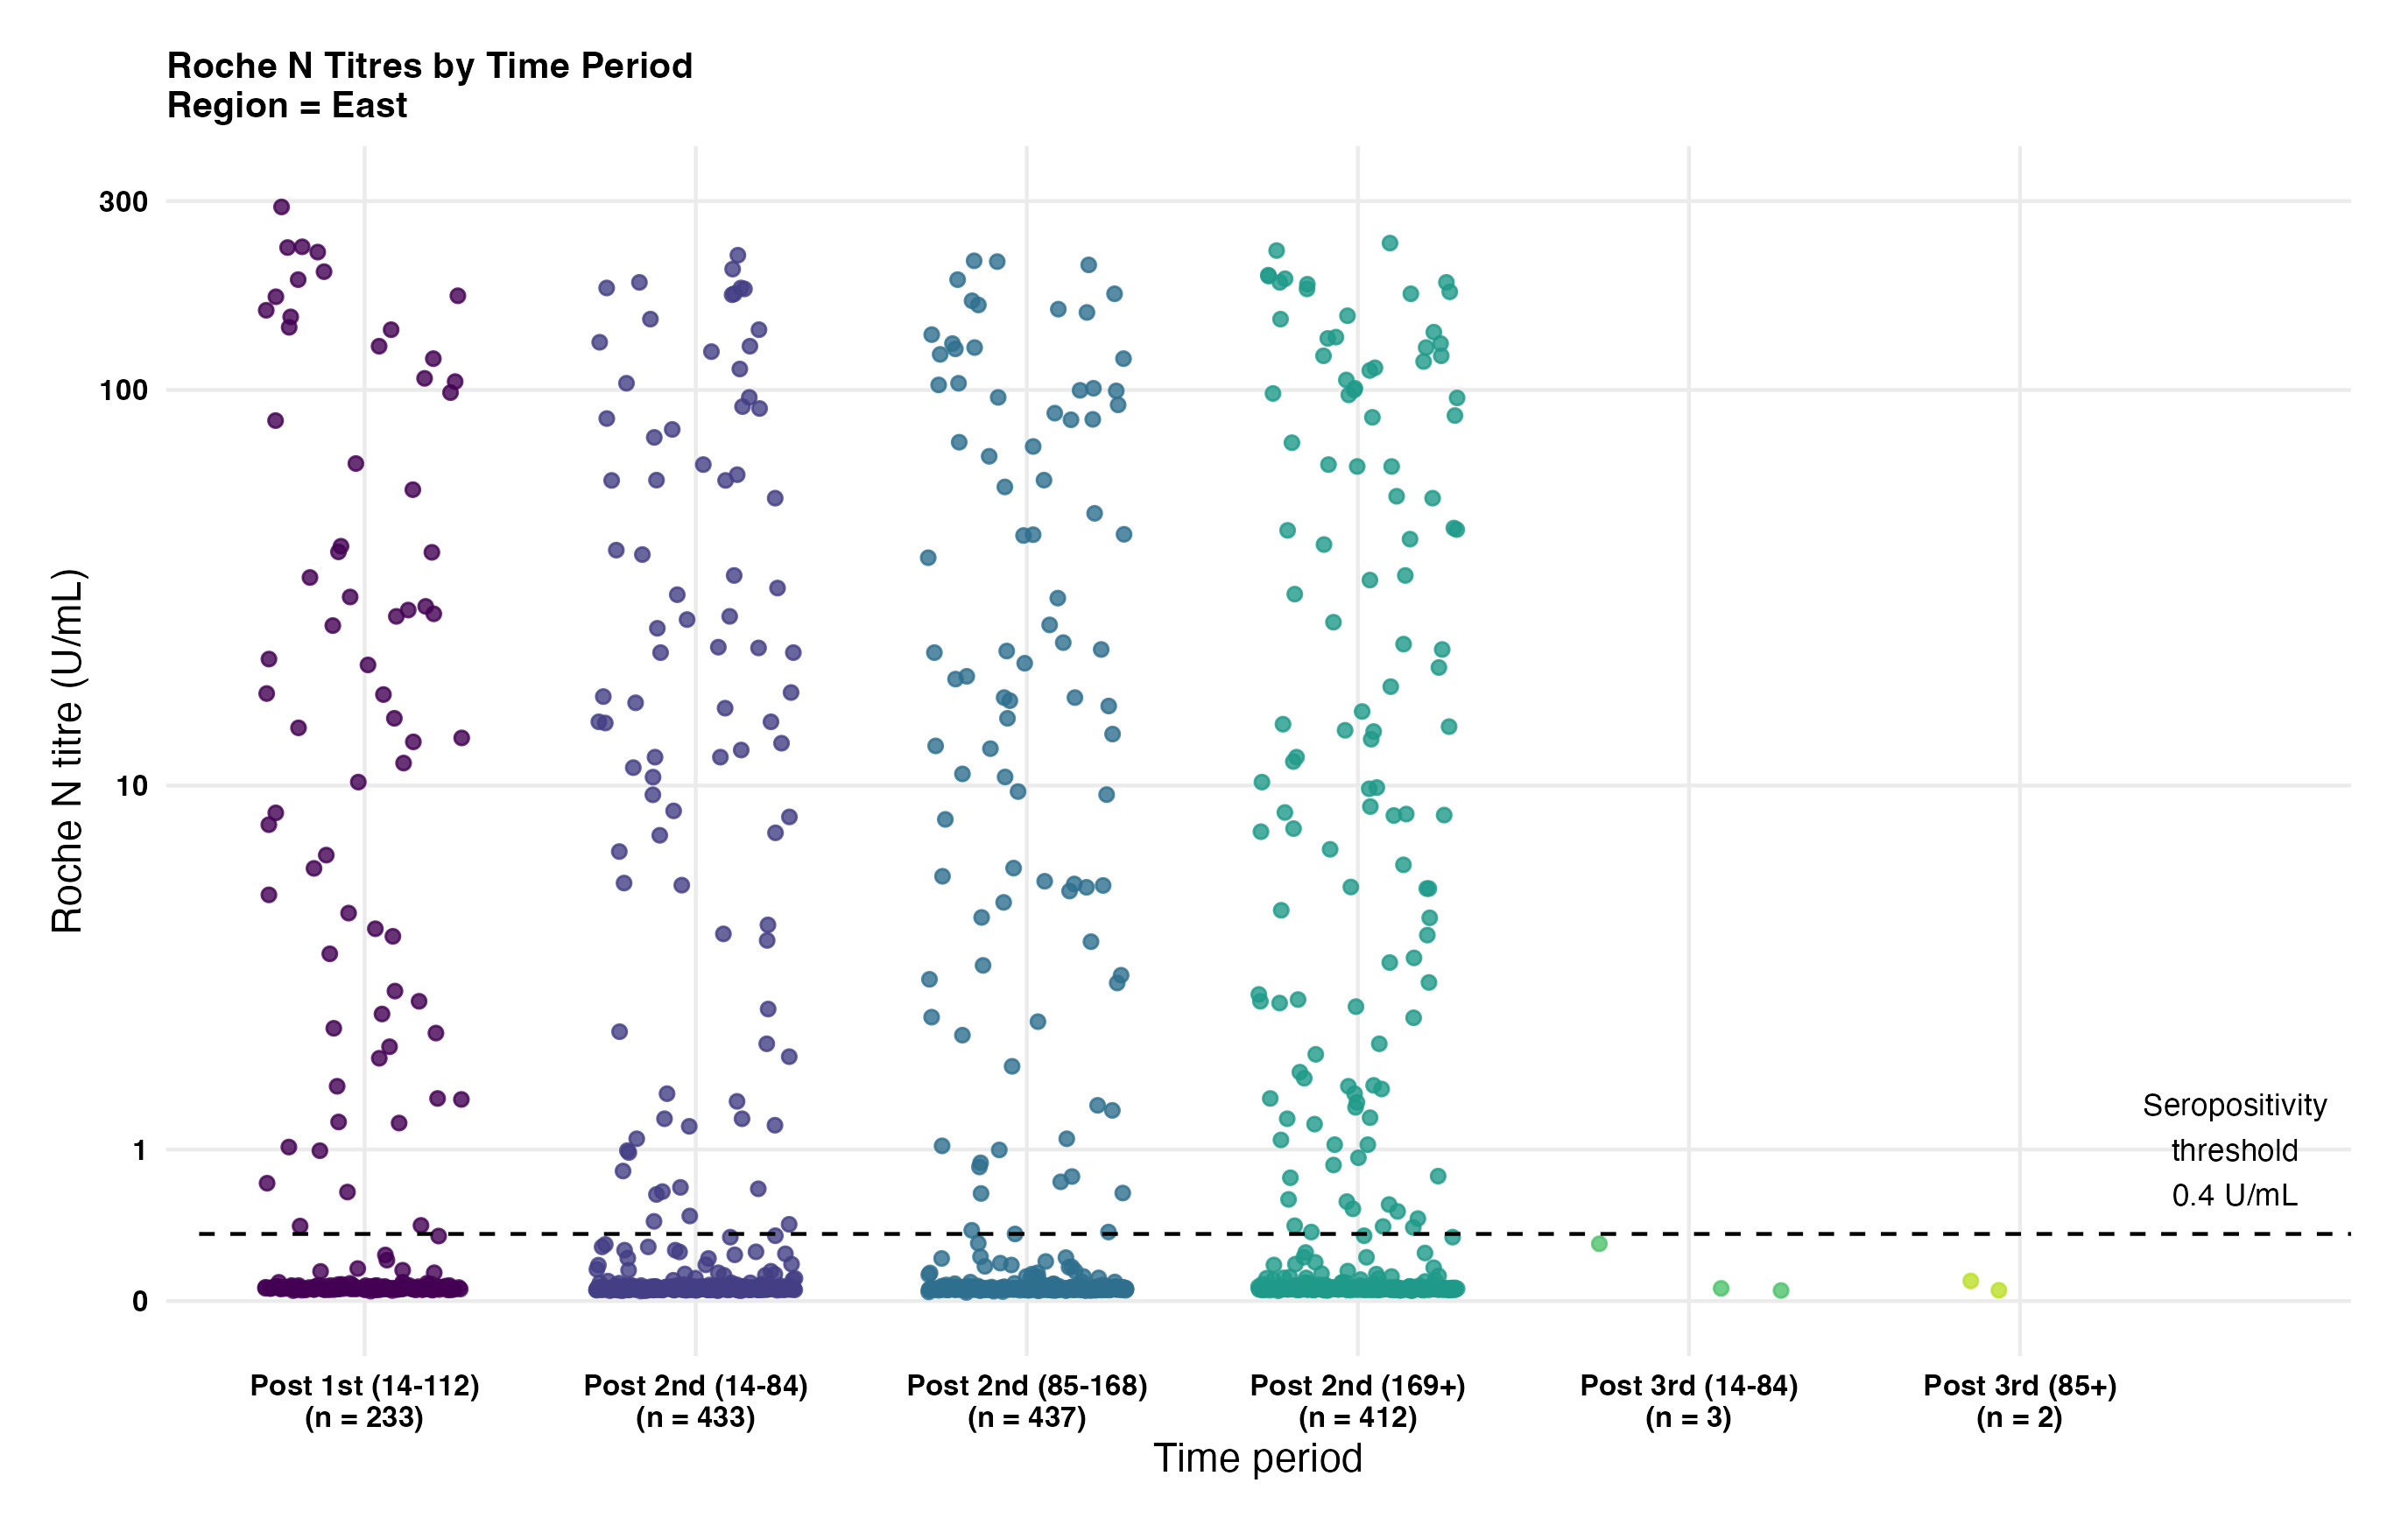 Roche N Titres by Time Period
Region = East
Roche N titre (U/mL)
300
100
10
1
0
Seropositivity
threshold
0.4 U/mL
Post 1st (14-112)
(n = 233)
Post 2nd (14-84)
(n = 433)
Post 2nd (85-168)
(n = 437)
Post 2nd (169+)
(n = 412)
Post 3rd (14-84)
(n = 3)
Post 3rd (85+)
(n = 2)
Time period